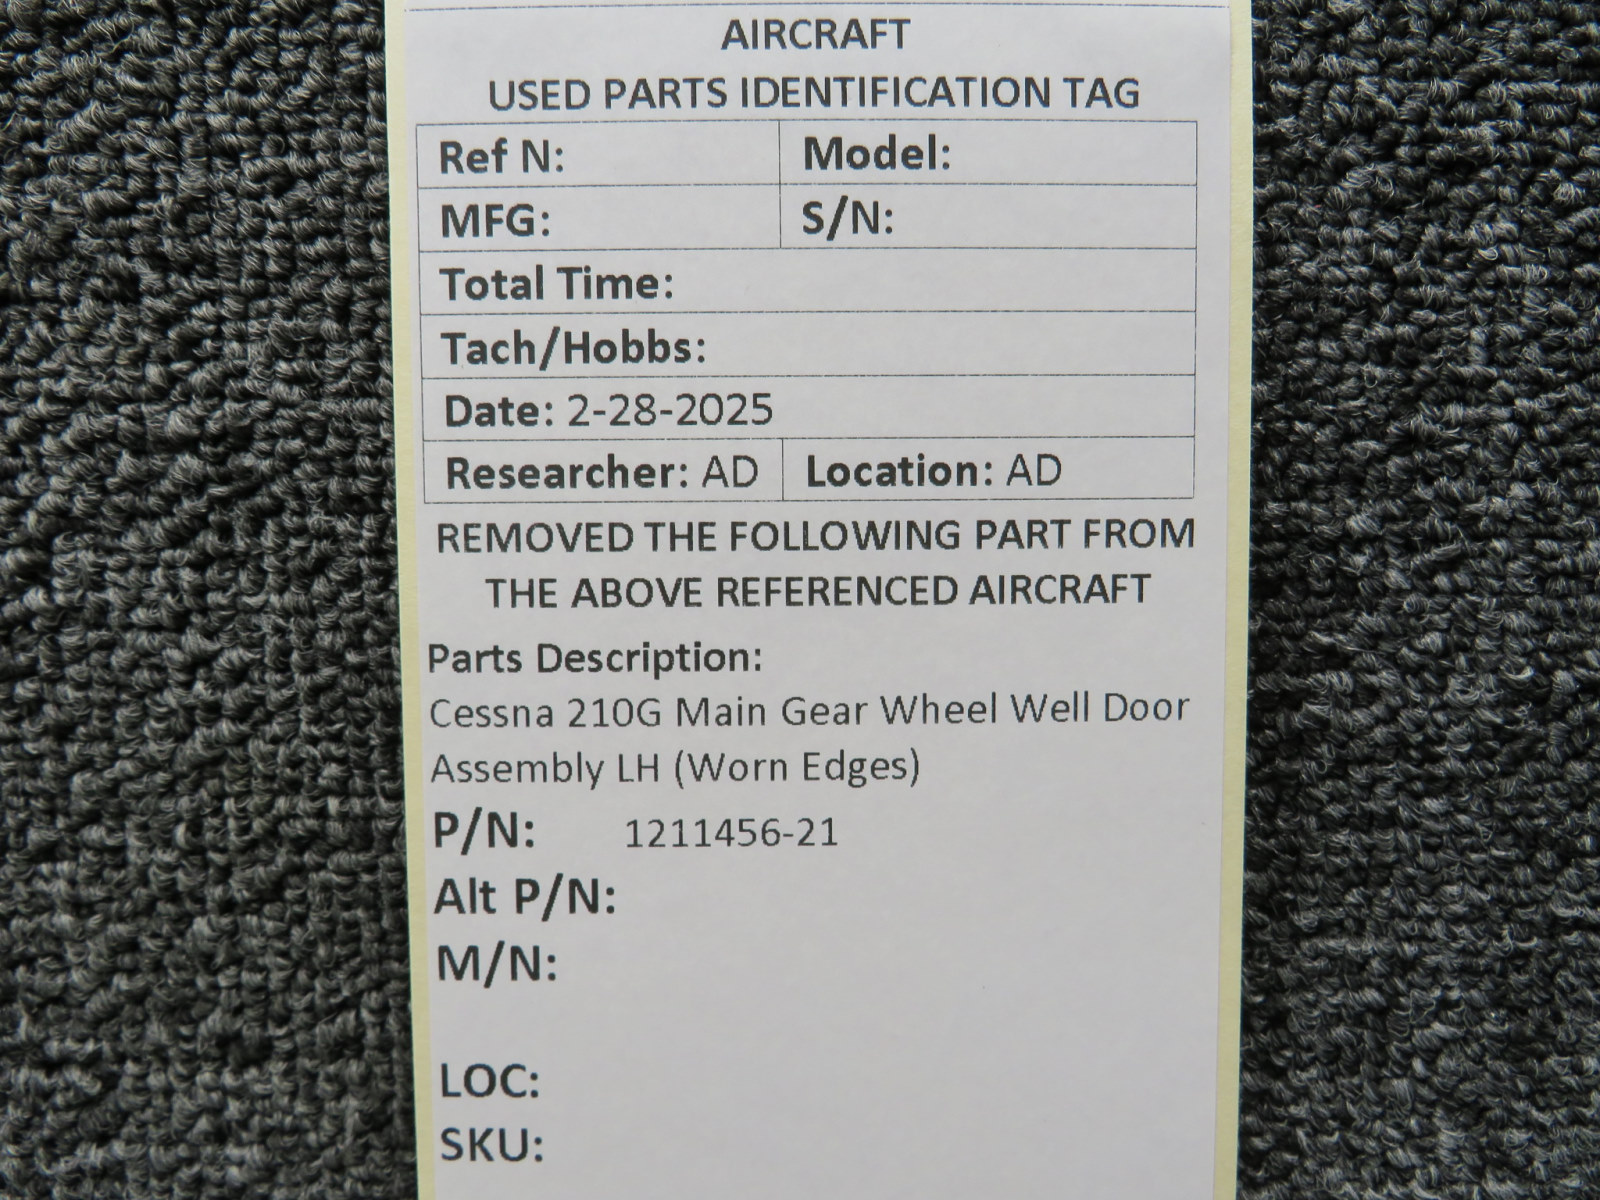 AIRCRAFT
USED PARTS IDENTIFICATION TAG
Ref N: Model:
MFG: S/N:
Total Time:
Tach/Hobbs:
Date: 2-28-2025
Researcher: AD Location: AD
REMOVED THE FOLLOWING PART FROM
THE ABOVE REFERENCED AIRCRAFT
Parts Description:
Cessna 210G Main Gear Wheel Well Door
Assembly LH (Worn Edges)
P/N: 1211456-21
Alt P/N:
M/N:
LOC:
SKU: